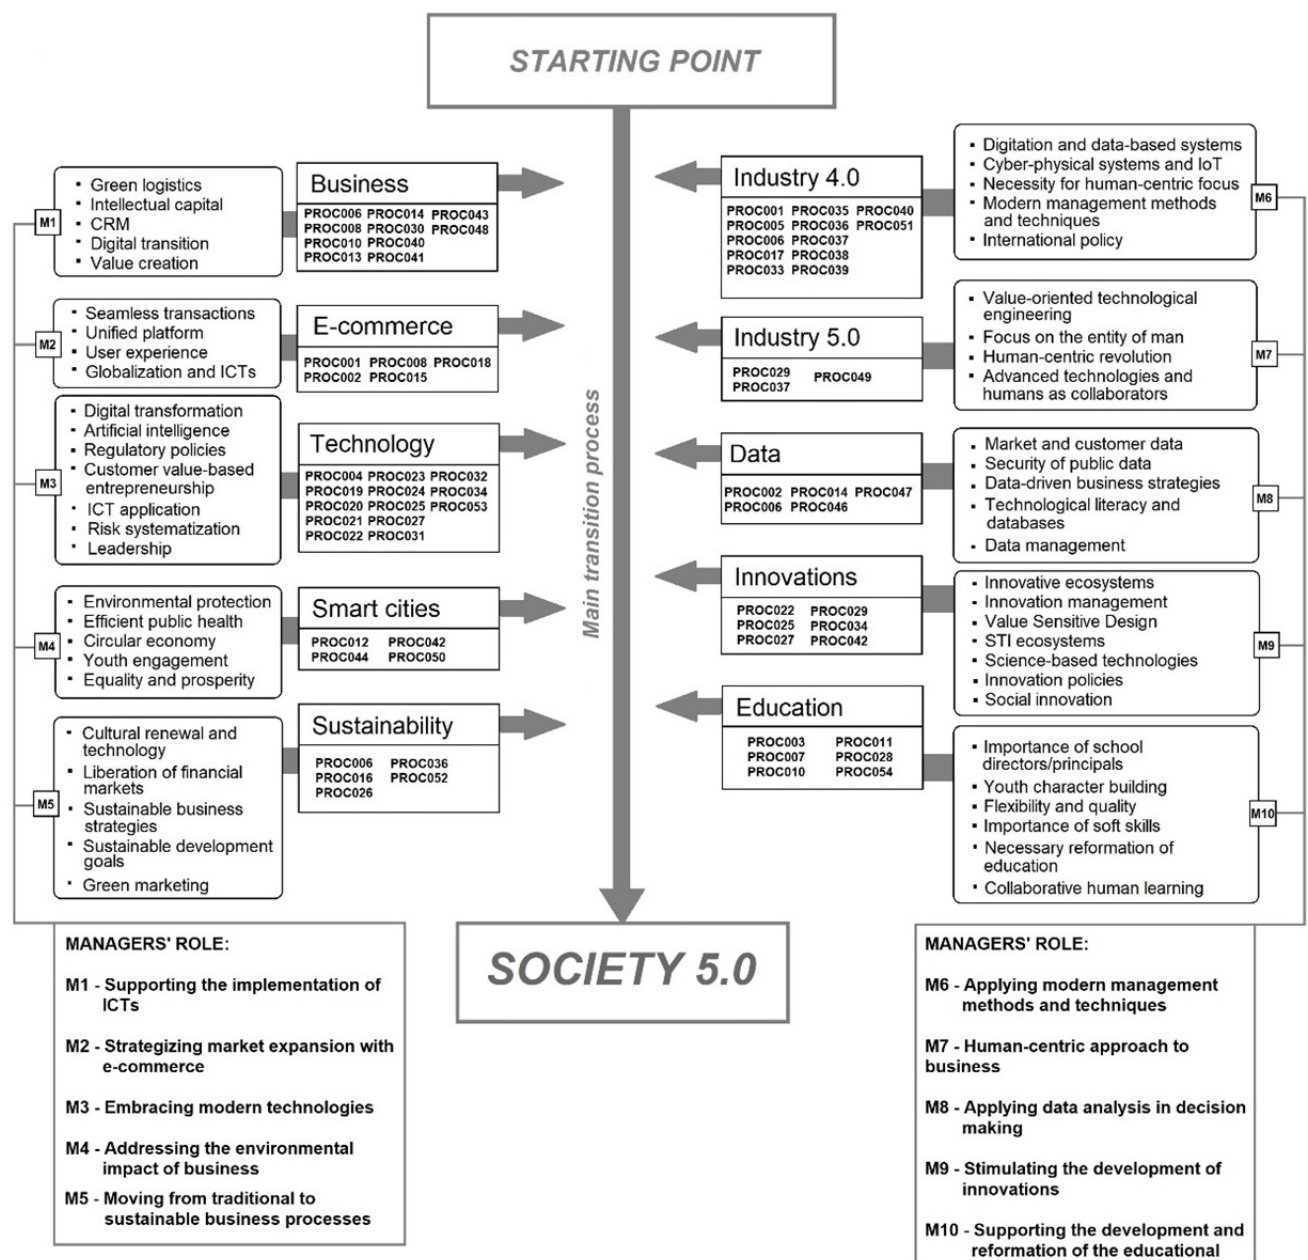 STARTING POINT
Main transition process
SOCIETY 5.0
M1
▪ Green logistics
▪ Intellectual capital
▪ CRM
▪ Digital transition
▪ Value creation
Business
PROC006 PROC014 PROC043
PROC008 PROC030 PROC048
PROC010 PROC040
PROC013 PROC041
M2
▪ Seamless transactions
▪ Unified platform
▪ User experience
▪ Globalization and ICTs
E-commerce
PROC001 PROC008 PROC018
PROC002 PROC015
M3
▪ Digital transformation
▪ Artificial intelligence
▪ Regulatory policies
▪ Customer value-based
entrepreneurship
▪ ICT application
▪ Risk systematization
▪ Leadership
Technology
PROC004 PROC023 PROC032
PROC019 PROC024 PROC034
PROC020 PROC025 PROC053
PROC021 PROC027
PROC022 PROC031
M4
▪ Environmental protection
▪ Efficient public health
▪ Circular economy
▪ Youth engagement
▪ Equality and prosperity
Smart cities
PROC012 PROC042
PROC044 PROC050
M5
▪ Cultural renewal and
technology
▪ Liberation of financial
markets
▪ Sustainable business
strategies
▪ Sustainable development
goals
▪ Green marketing
Sustainability
PROC006 PROC036
PROC016 PROC052
PROC026
Industry 4.0
PROC001 PROC035 PROC040
PROC005 PROC036 PROC051
PROC006 PROC037
PROC017 PROC038
PROC033 PROC039
▪ Digitation and data-based systems
▪ Cyber-physical systems and IoT
▪ Necessity for human-centric focus
▪ Modern management methods
and techniques
▪ International policy
M6
Industry 5.0
PROC029 PROC049
PROC037
▪ Value-oriented technological
engineering
▪ Focus on the entity of man
▪ Human-centric revolution
▪ Advanced technologies and
humans as collaborators
M7
Data
PROC002 PROC014 PROC047
PROC006 PROC046
▪ Market and customer data
▪ Security of public data
▪ Data-driven business strategies
▪ Technological literacy and
databases
▪ Data management
M8
Innovations
PROC022 PROC029
PROC025 PROC034
PROC027 PROC042
▪ Innovative ecosystems
▪ Innovation management
▪ Value Sensitive Design
▪ STI ecosystems
▪ Science-based technologies
▪ Innovation policies
▪ Social innovation
M9
Education
PROC003 PROC011
PROC007 PROC028
PROC010 PROC054
▪ Importance of school
directors/principals
▪ Youth character building
▪ Flexibility and quality
▪ Importance of soft skills
▪ Necessary reformation of
education
▪ Collaborative human learning
M10
MANAGERS' ROLE:
M1 - Supporting the implementation of
ICTs
M2 - Strategizing market expansion with
e-commerce
M3 - Embracing modern technologies
M4 - Addressing the environmental
impact of business
M5 - Moving from traditional to
sustainable business processes
MANAGERS' ROLE:
M6 - Applying modern management
methods and techniques
M7 - Human-centric approach to
business
M8 - Applying data analysis in decision
making
M9 - Stimulating the development of
innovations
M10 - Supporting the development and
reformation of the educational